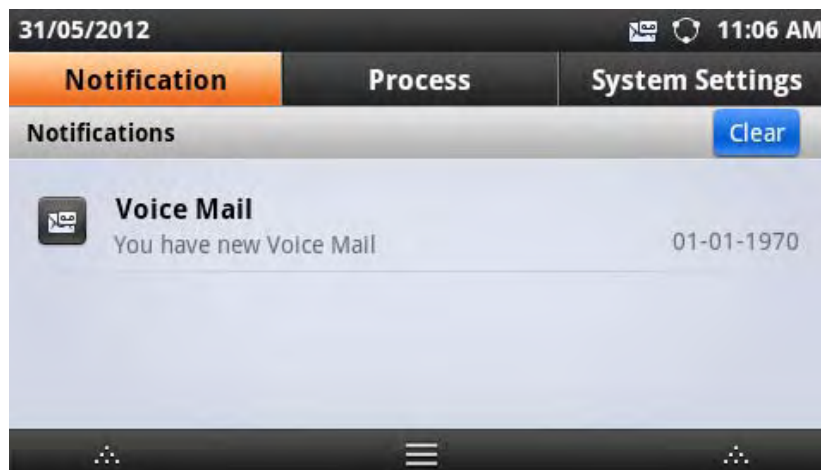 31/05/2012 11:06 AM
Notification Process System Settings
Notifications Clear
Voice Mail
You have new Voice Mail 01-01-1970